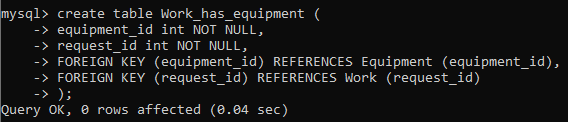 mysql> create table Work_has_equipment (
    -> equipment_id int NOT NULL,
    -> request_id int NOT NULL,
    -> FOREIGN KEY (equipment_id) REFERENCES Equipment (equipment_id),
    -> FOREIGN KEY (request_id) REFERENCES Work (request_id)
    -> );
Query OK, 0 rows affected (0.04 sec)